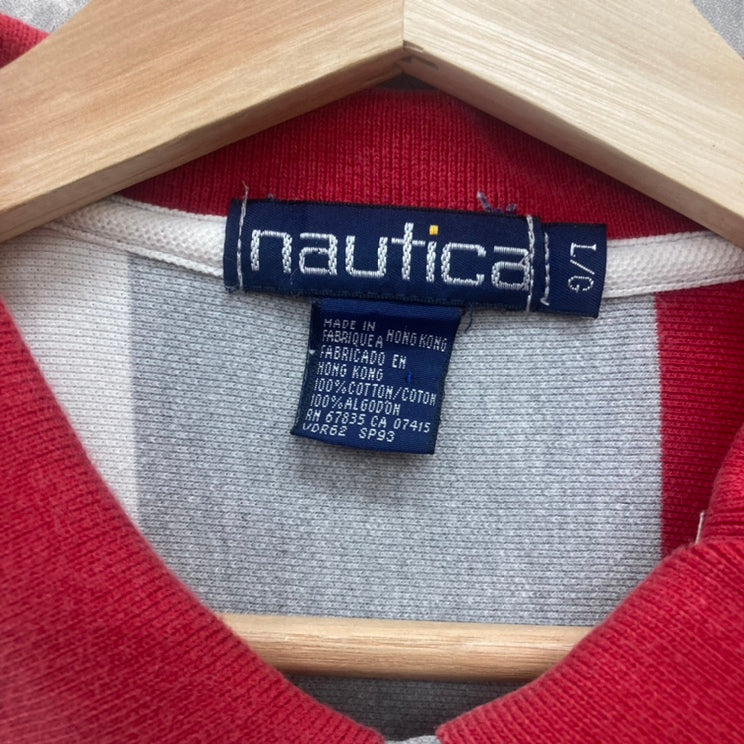 nautica
L/G
MADE IN
FABRIQUE A HONG KONG
FABRICADO EN
HONG KONG
100% COTTON/COTON
100% ALGODON
RN 67835 CA 07415
VDR62 SP93